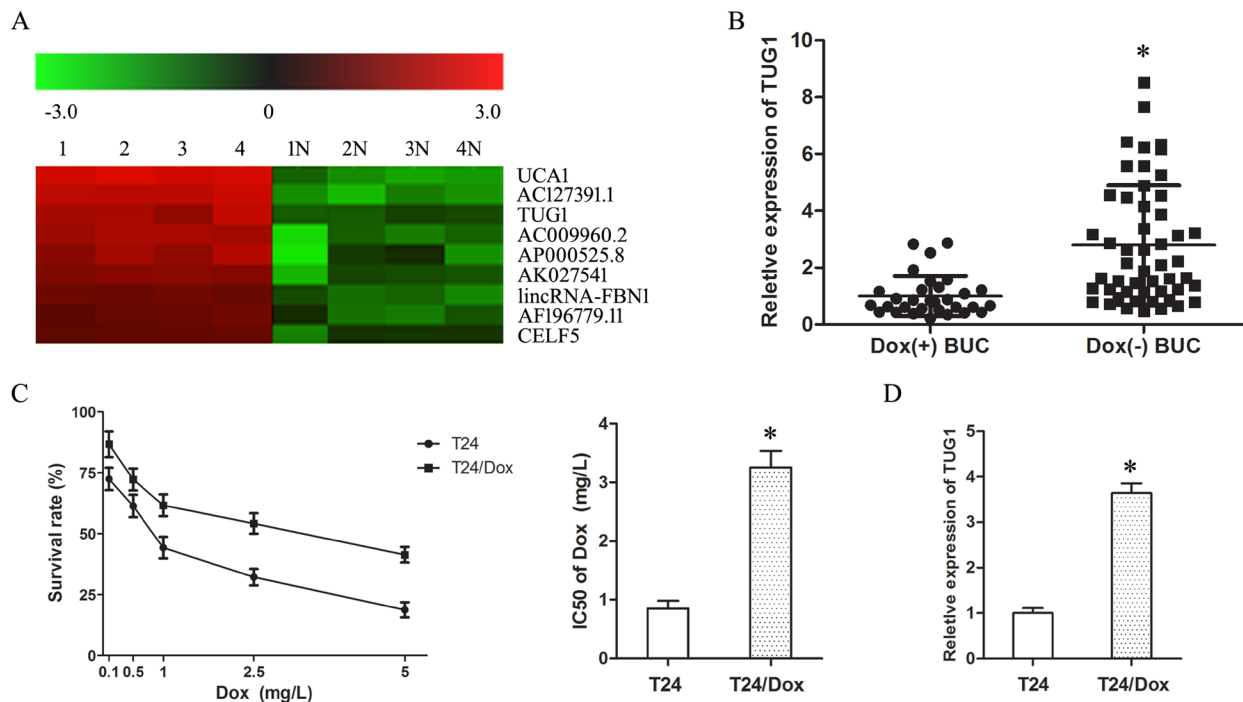 A
-3.0 0 3.0
1 2 3 4 1N 2N 3N 4N
UCA1
AC127391.1
TUG1
AC009960.2
AP000525.8
AK027541
lincRNA-FBN1
AF196779.11
CELF5
B
Reletive expression of TUG1
10
8
6
4
2
0
*
Dox(+) BUC Dox(-) BUC
C
Survival rate (%)
100
75
50
25
0
0.1 0.5 1 2.5 5
Dox (mg/L)
T24
T24/Dox
IC50 of Dox (mg/L)
4
3
2
1
0
*
T24 T24/Dox
D
Reletive expression of TUG1
5
4
3
2
1
0
*
T24 T24/Dox